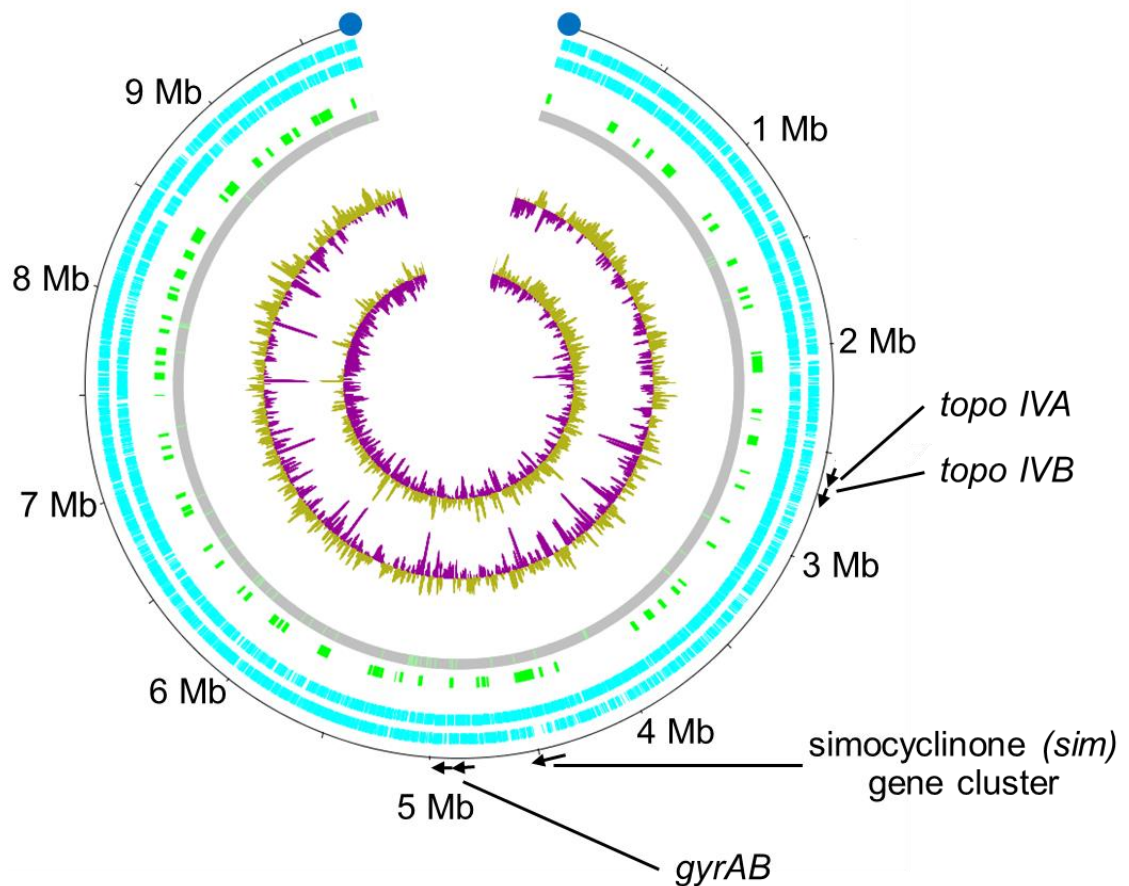 9 Mb
1 Mb
8 Mb
2 Mb
topo IVA
topo IVB
7 Mb
3 Mb
6 Mb
4 Mb
simocyclinone (sim)
gene cluster
5 Mb
gyrAB